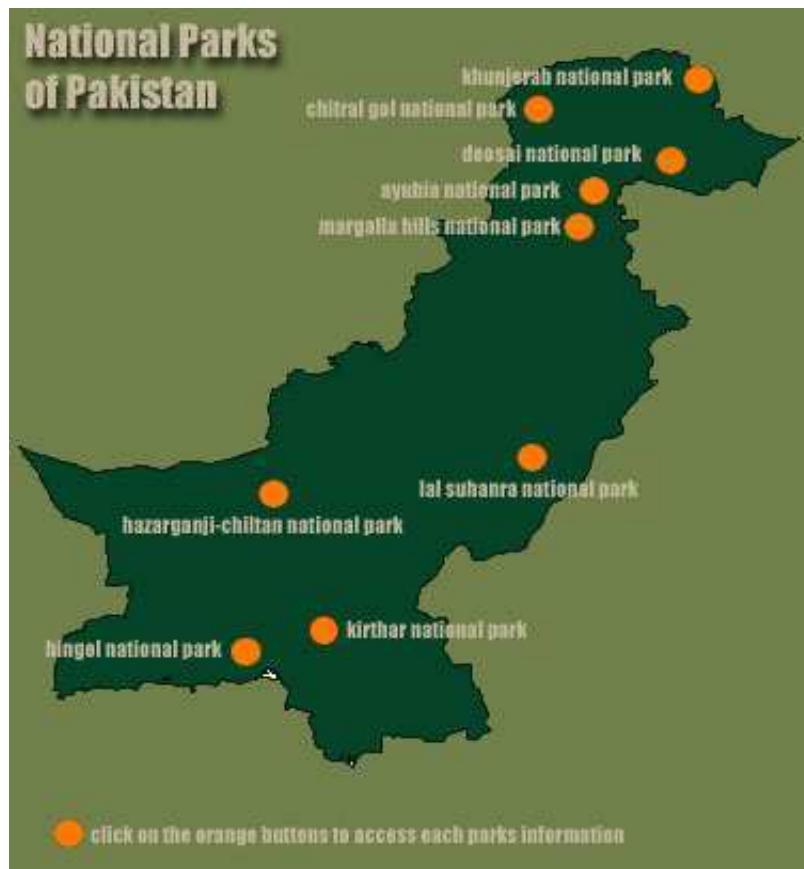 National Parks
of Pakistan
khunjerab national park
chitral gol national park
deosai national park
ayubia national park
margalla hills national park
lal suhanra national park
hazarganji-chiltan national park
kirthar national park
hingol national park
click on the orange buttons to access each parks information